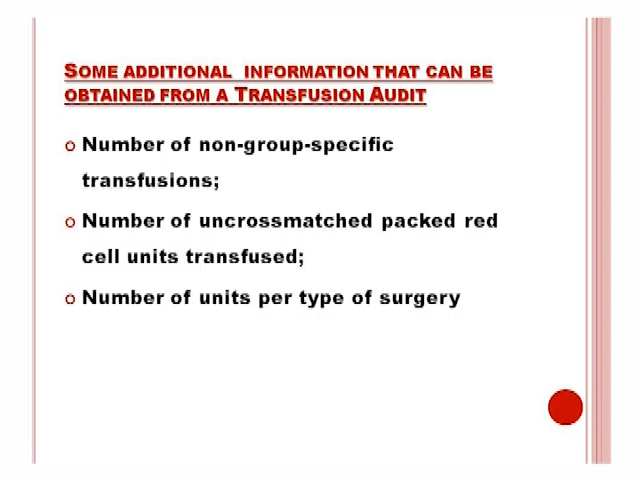 SOME ADDITIONAL INFORMATION THAT CAN BE
OBTAINED FROM A TRANSFUSION AUDIT
o Number of non-group-specific
transfusions;
o Number of uncrossmatched packed red
cell units transfused;
o Number of units per type of surgery